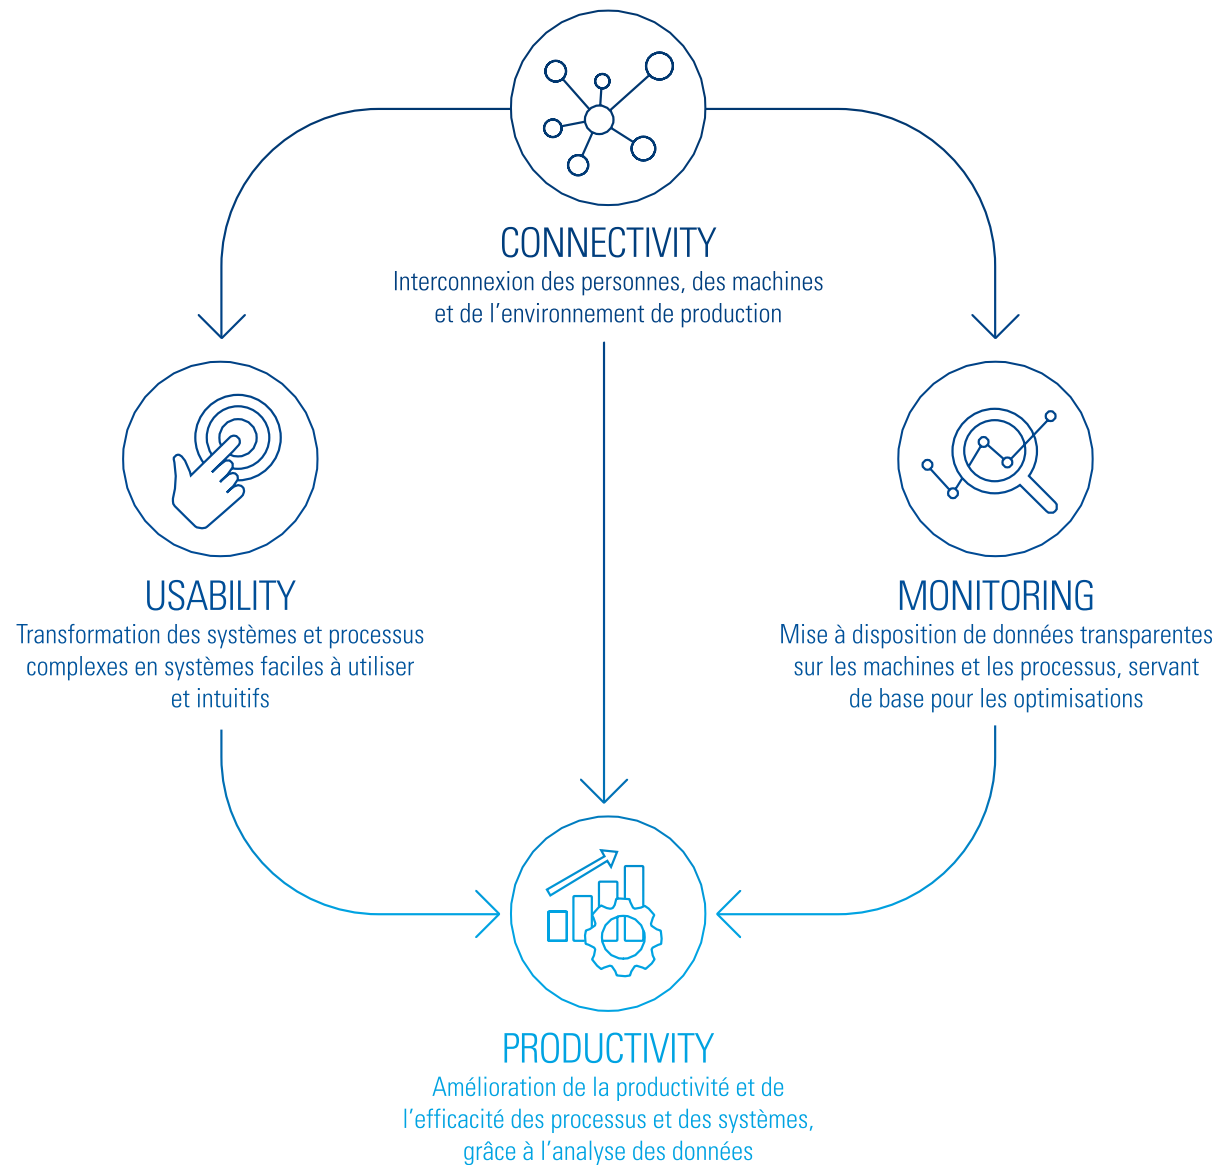 CONNECTIVITY
Interconnexion des personnes, des machines
et de l’environnement de production
USABILITY
Transformation des systèmes et processus
complexes en systèmes faciles à utiliser
et intuitifs
MONITORING
Mise à disposition de données transparentes
sur les machines et les processus, servant
de base pour les optimisations
PRODUCTIVITY
Amélioration de la productivité et de
l’efficacité des processus et des systèmes,
grâce à l’analyse des données